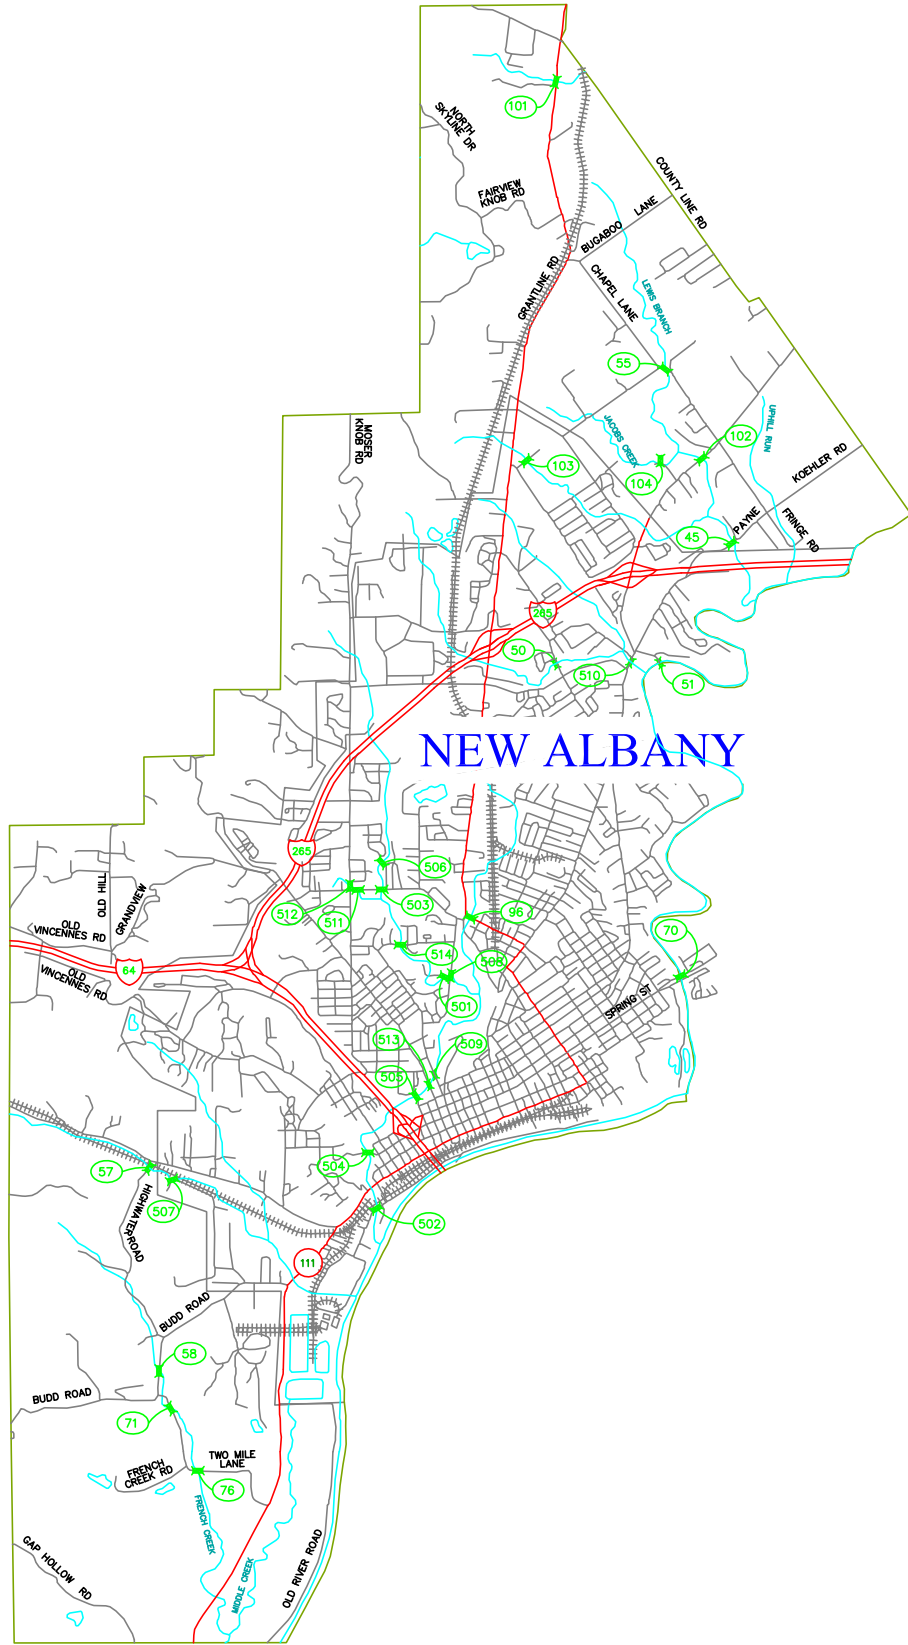 101
NORTH
SKYLINE DR
COUNTY LINE RD
FAIRVIEW
KNOB RD
BUGABOO LANE
GRANTLINE RD
CHAPEL LANE
LEWIS BRANCH
55
JACOBS CREEK
UPHILL RUN
MOSER
KNOB RD
102
103
104
KOEHLER RD
PAYNE
FRINGE RD
45
265
50
510
51
NEW ALBANY
265
506
512
511
503
96
OLD HILL
GRANDVIEW
OLD
VINCENNES RD
70
514
508
64
OLD
VINCENNES RD
501
SPRING ST
513
509
505
504
57
507
HIGHWATER ROAD
502
111
BUDD ROAD
58
BUDD ROAD
71
TWO MILE
LANE
FRENCH
CREEK RD
76
FRENCH CREEK
GAP HOLLOW RD
MIDDLE CREEK
OLD RIVER ROAD